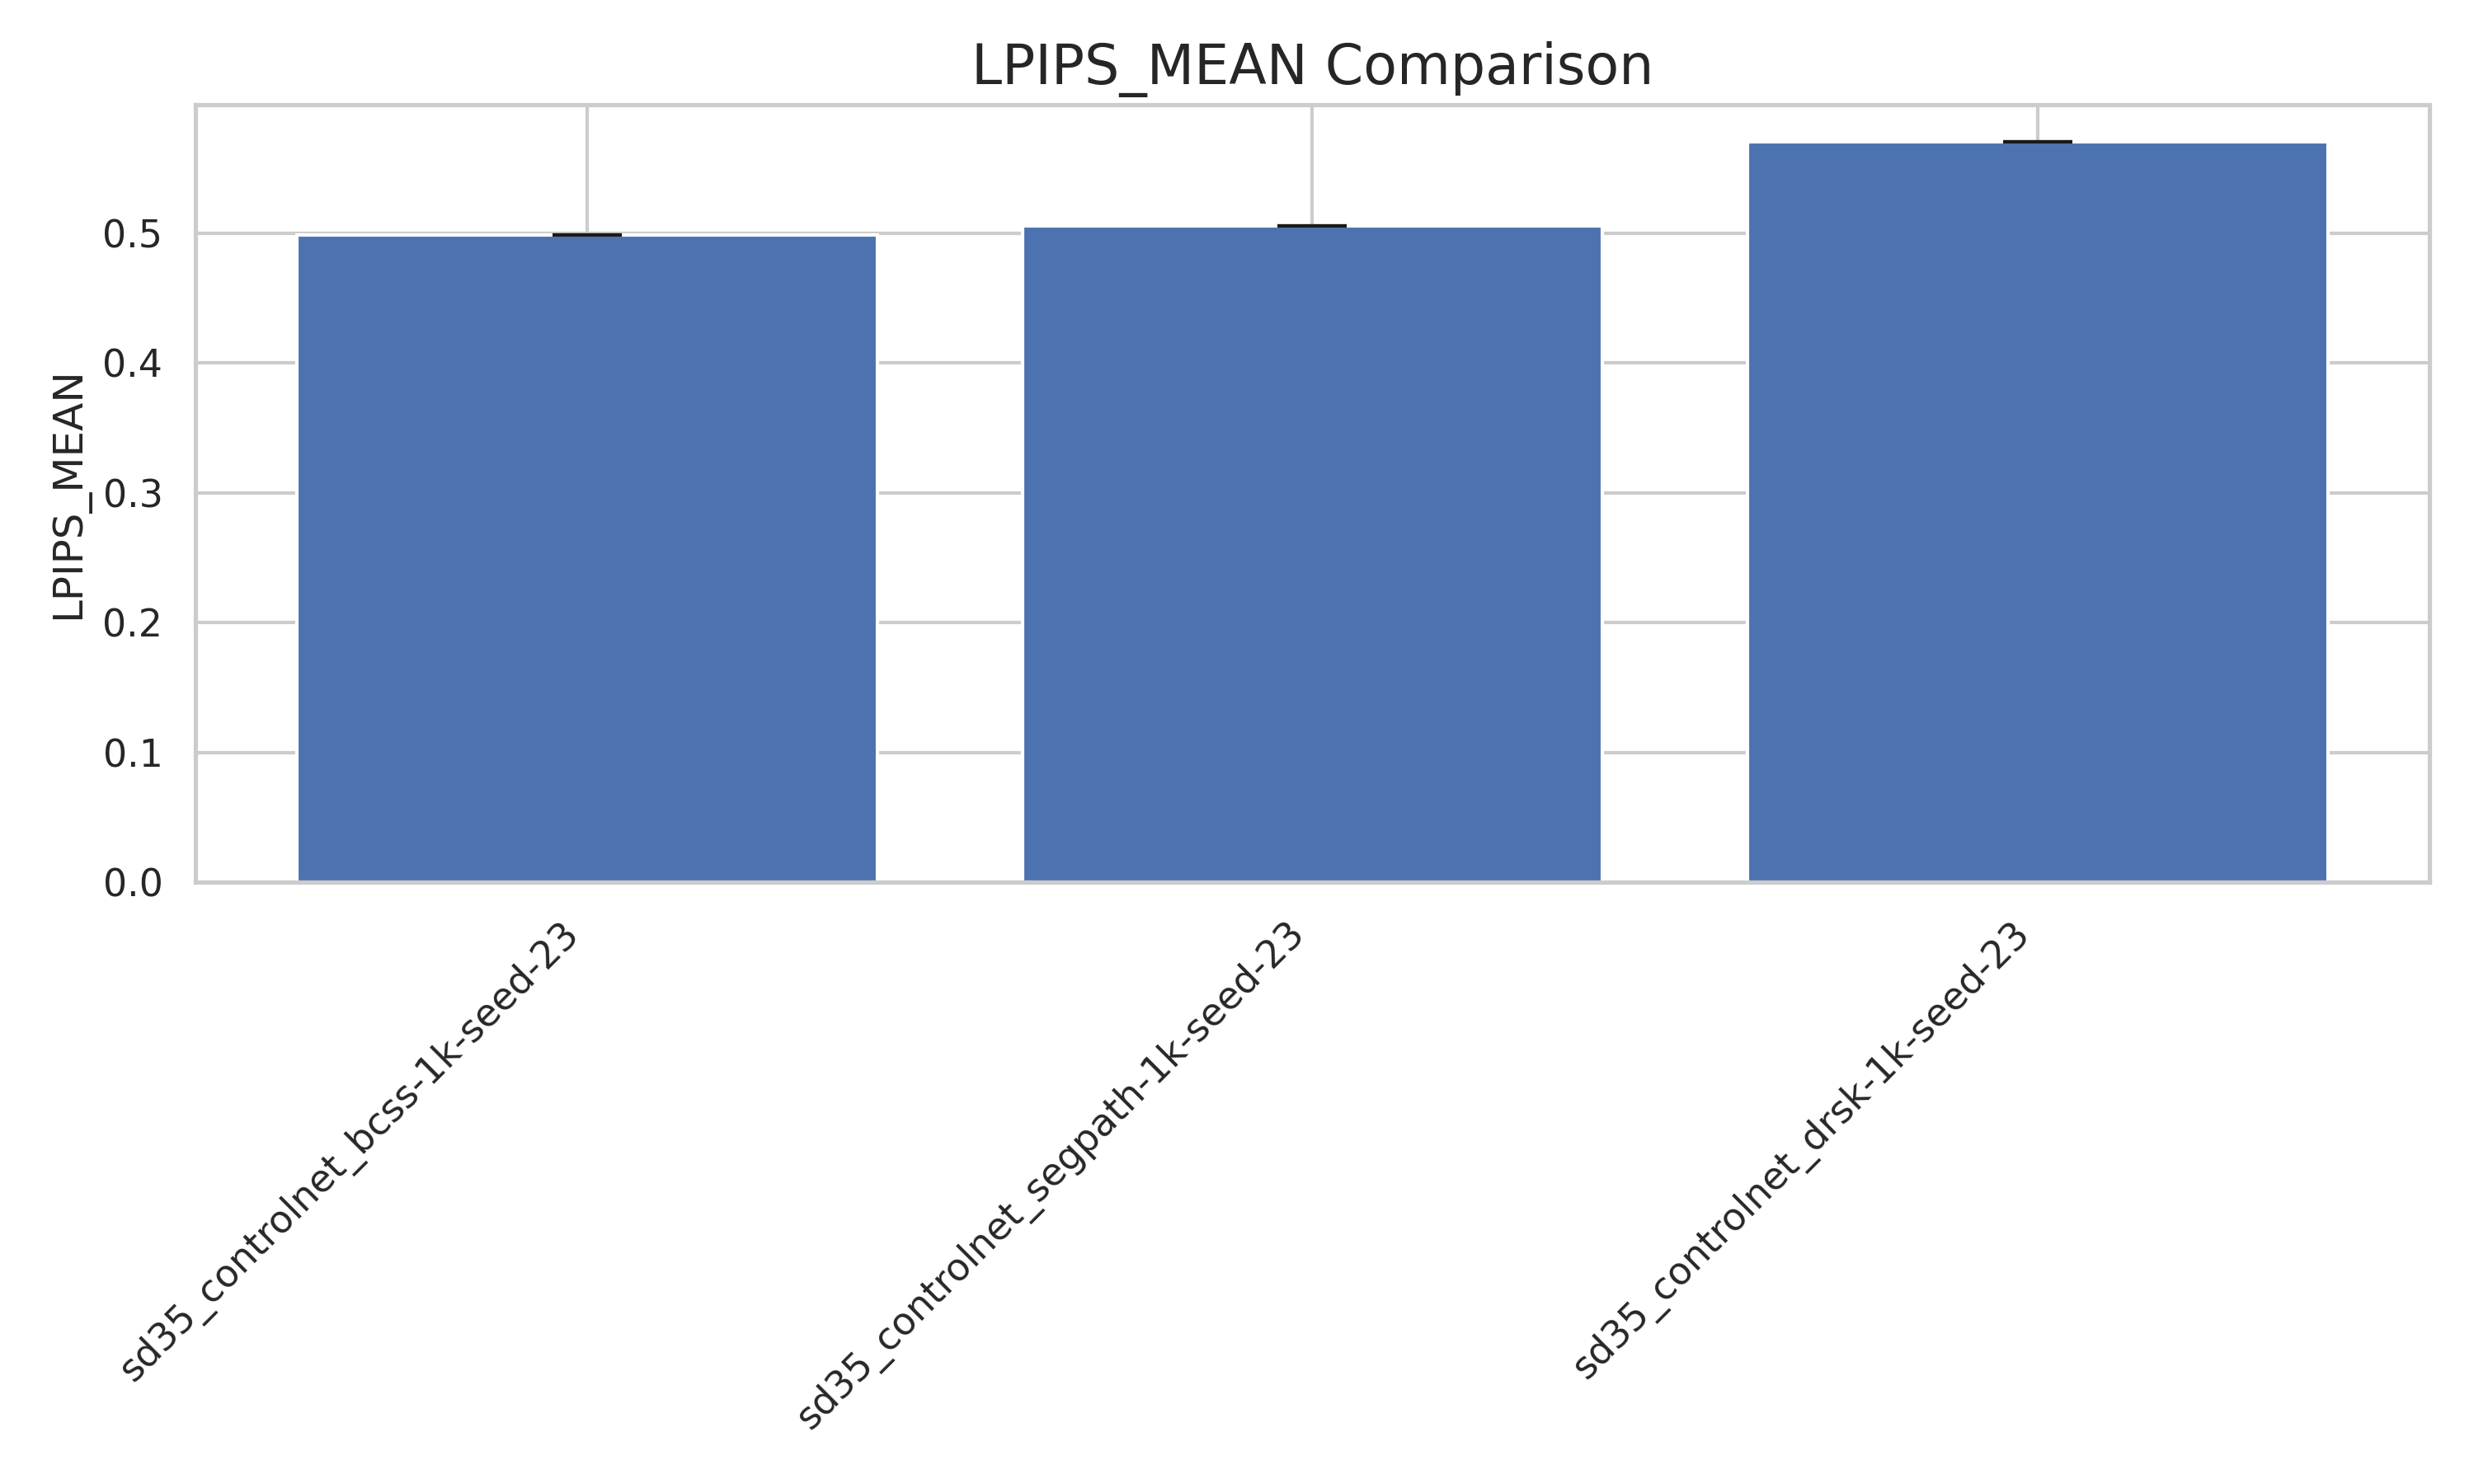 LPIPS_MEAN Comparison
LPIPS_MEAN
0.5
0.4
0.3
0.2
0.1
0.0
sd35_controlnet_bcss-1k-seed-23
sd35_controlnet_segpath-1k-seed-23
sd35_controlnet_drsk-1k-seed-23